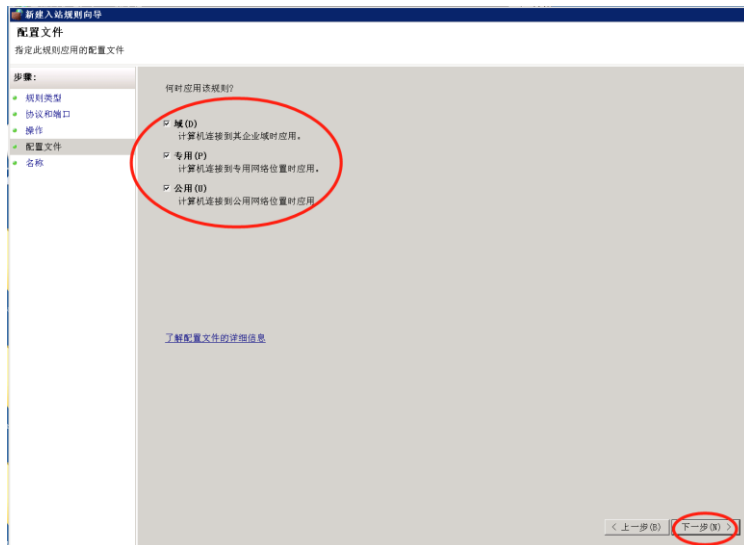 新建入站规则向导
配置文件
指定此规则应用的配置文件
步骤:
规则类型
协议和端口
操作
配置文件
名称
何时应用该规则?
域(D)
计算机连接到其企业域时应用。
专用(P)
计算机连接到专用网络位置时应用。
公用(U)
计算机连接到公用网络位置时应用
了解配置文件的详细信息
< 上一步(B)
下一步(N) >